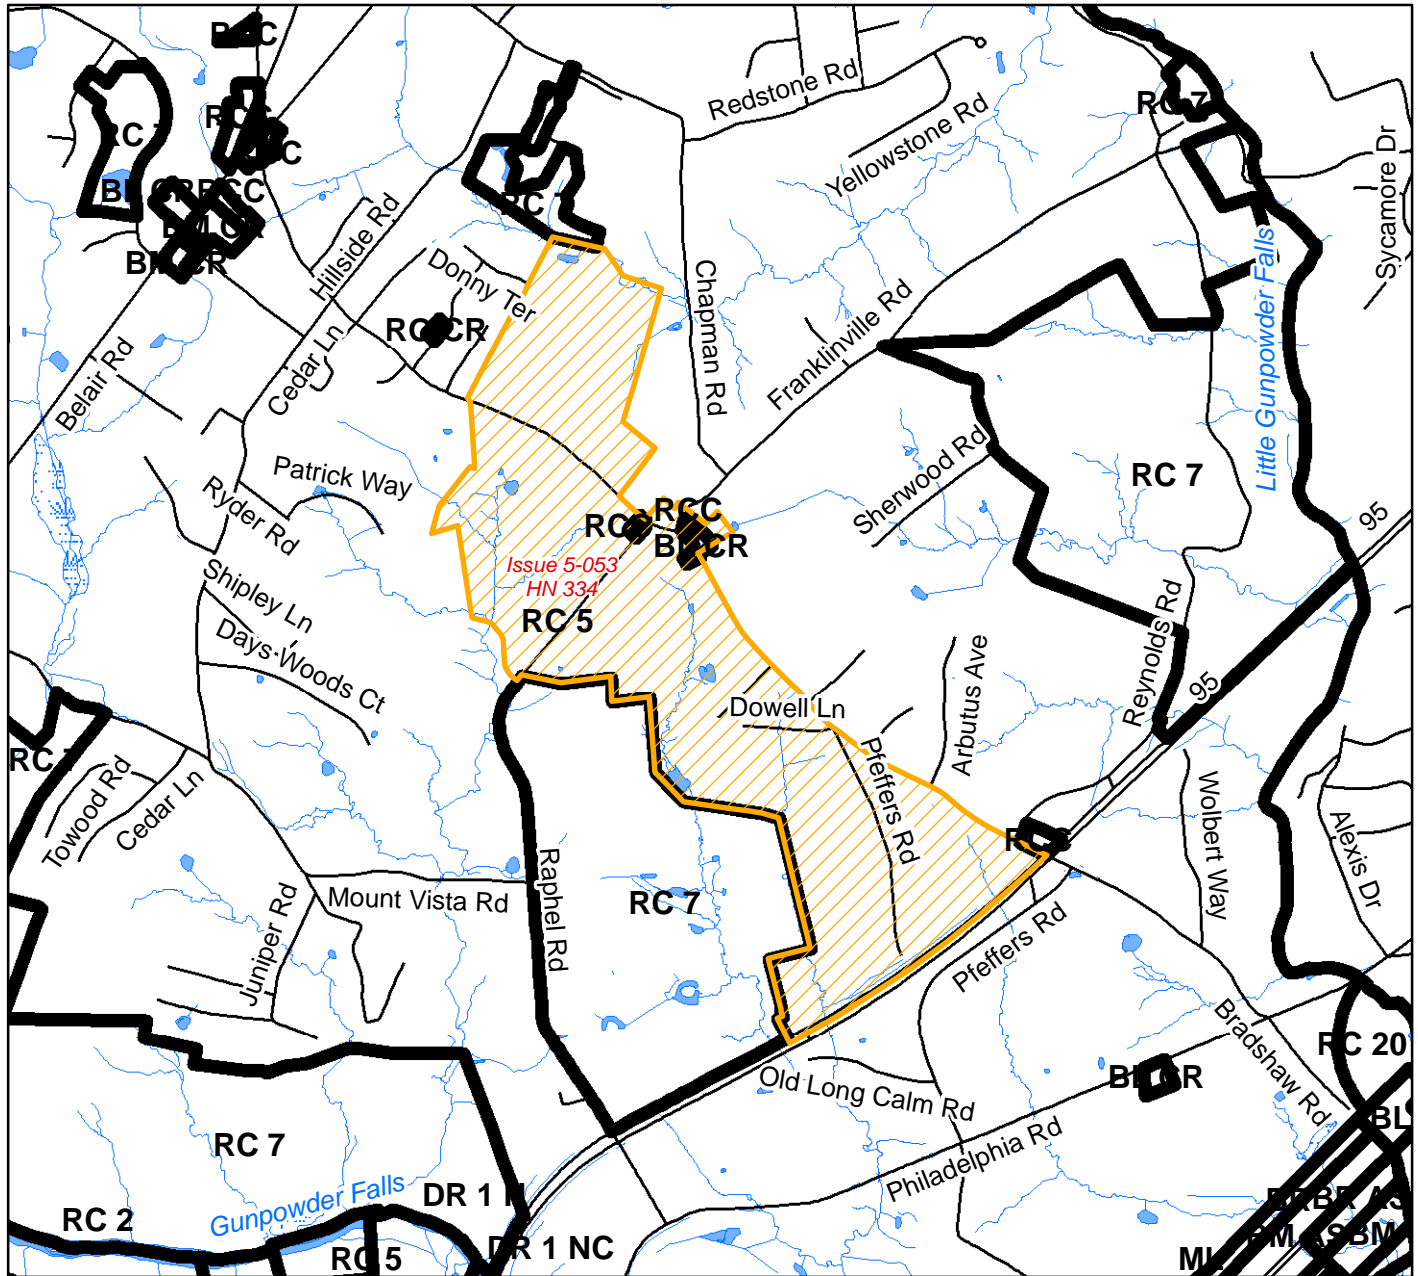 Redstone Rd
Yellowstone Rd
Sycamore Dr
RC 7
Hillside Rd
Donny Ter
Chapman Rd
Franklinville Rd
Little Gunpowder Falls
Belair Rd
Cedar Ln
Patrick Way
Ryder Rd
Sherwood Rd
RC 7
95
RCC
Issue 5-053
HN 334
RC 5
Shipley Ln
Days-Woods Ct
Reynolds Rd
95
Arbutus Ave
Dowell Ln
Pfeffers Rd
Towood Rd
Cedar Ln
Wolbert Way
Alexis Dr
Raphel Rd
Mount Vista Rd
RC 7
Juniper Rd
Pfeffers Rd
Bradshaw Rd
RC 20
Old Long Calm Rd
Philadelphia Rd
BL
RC 7
Gunpowder Falls
RC 2
RC 5
DR 1 NC